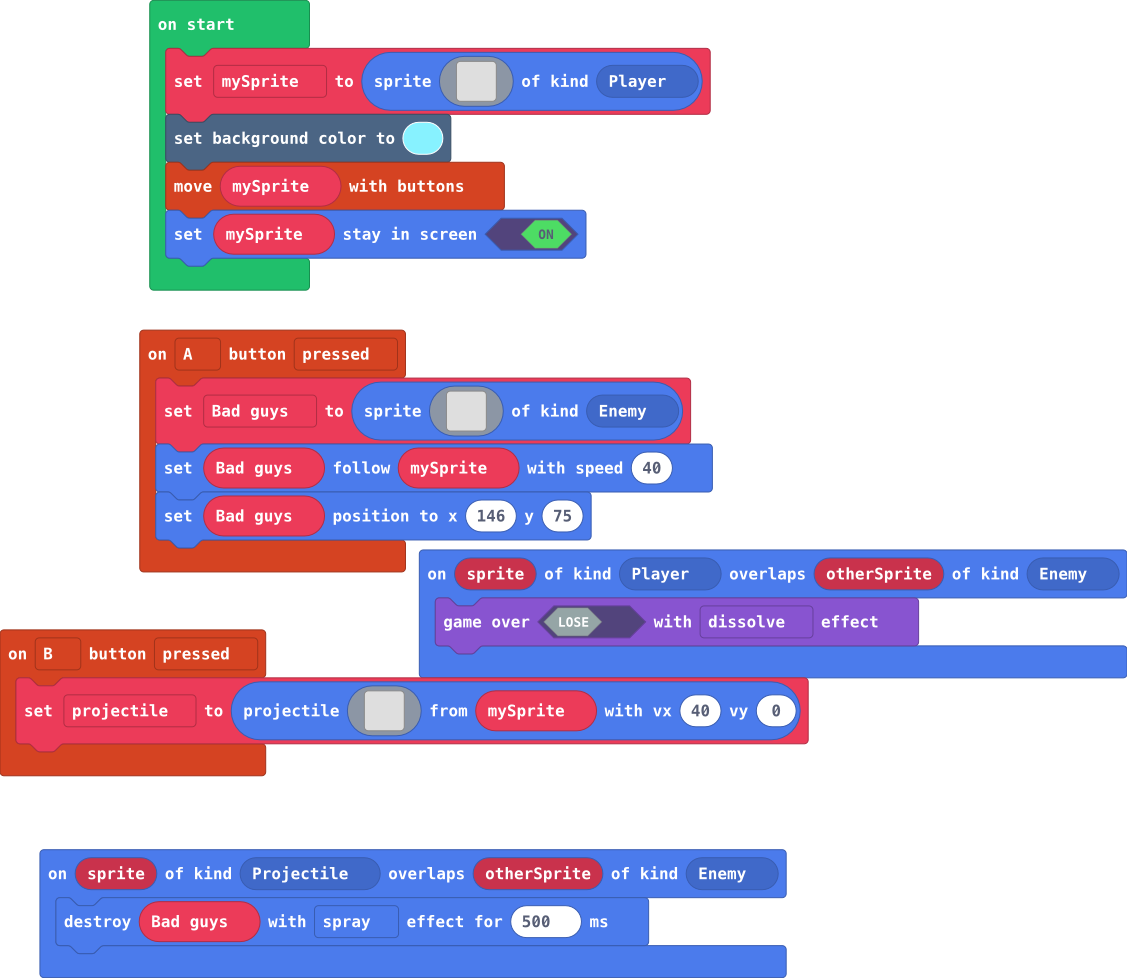 on start
set mySprite to sprite of kind Player
set background color to
move mySprite with buttons
set mySprite stay in screen ON
on A button pressed
set Bad guys to sprite of kind Enemy
set Bad guys follow mySprite with speed 40
set Bad guys position to x 146 y 75
on sprite of kind Player overlaps otherSprite of kind Enemy
game over LOSE with dissolve effect
on B button pressed
set projectile to projectile from mySprite with vx 40 vy 0
on sprite of kind Projectile overlaps otherSprite of kind Enemy
destroy Bad guys with spray effect for 500 ms